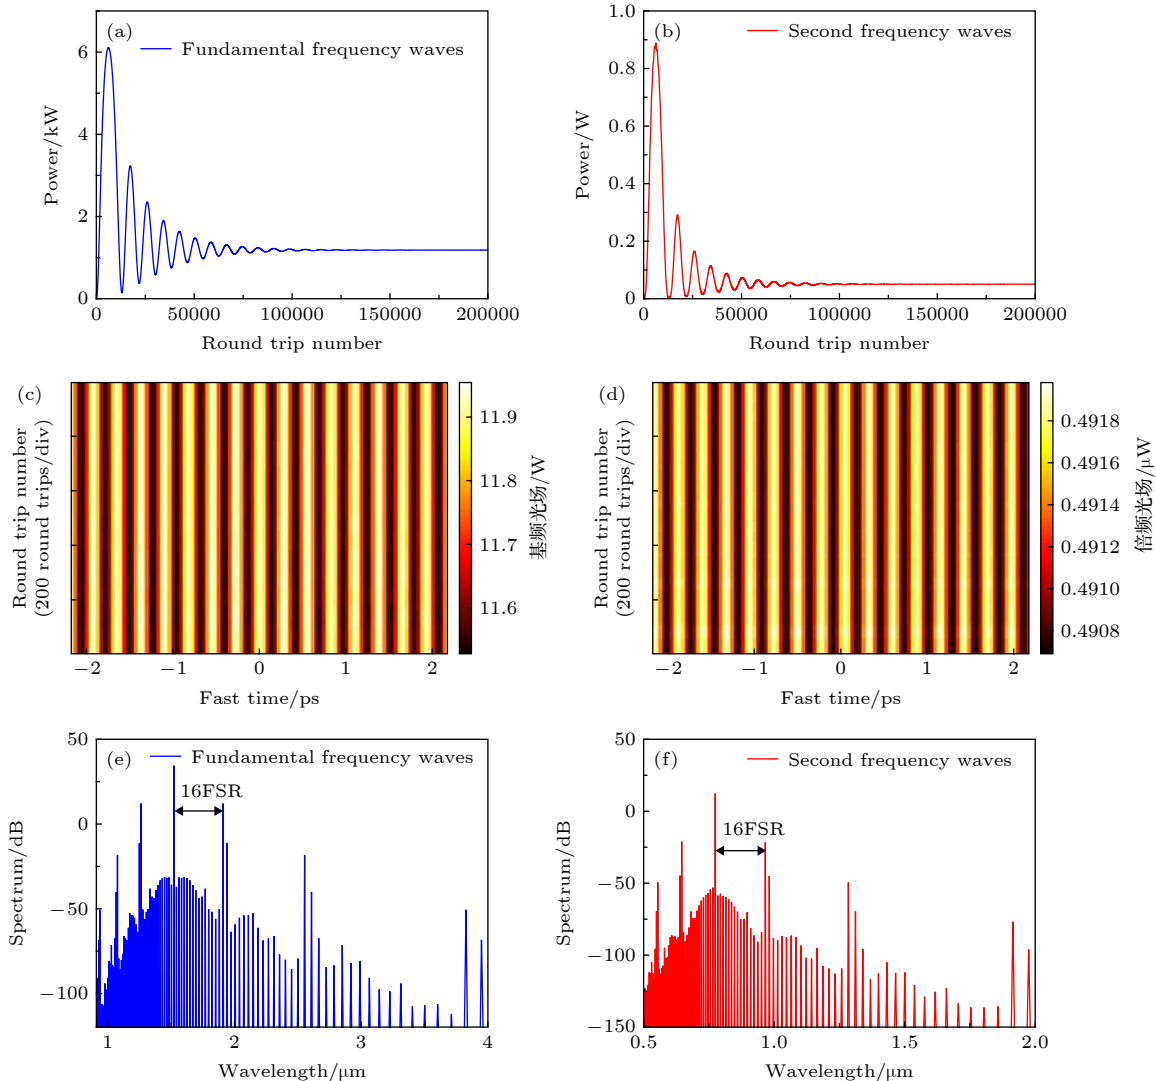 (a)
Fundamental frequency waves
Power/kW
6
4
2
0
0
50000
100000
150000
200000
Round trip number
(b)
Second frequency waves
Power/W
1.0
0.8
0.6
0.4
0.2
0
0
50000
100000
150000
200000
Round trip number
(c)
Round trip number
(200 round trips/div)
−2
−1
0
1
2
Fast time/ps
11.9
11.8
11.7
11.6
基频光场/W
(d)
Round trip number
(200 round trips/div)
−2
−1
0
1
2
Fast time/ps
0.4918
0.4916
0.4914
0.4912
0.4910
0.4908
倍频光场/μW
(e)
Fundamental frequency waves
16FSR
Spectrum/dB
50
0
−50
−100
1
2
3
4
Wavelength/μm
(f)
Second frequency waves
16FSR
Spectrum/dB
50
0
−50
−100
−150
0.5
1.0
1.5
2.0
Wavelength/μm